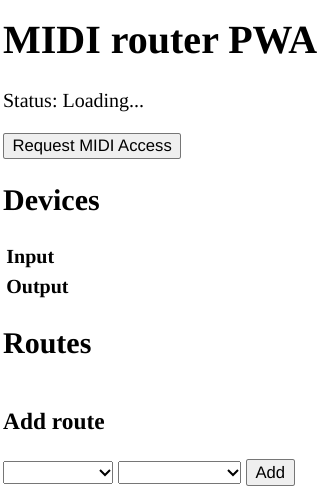 MIDI router PWA
Status: Loading...
Request MIDI Access
Devices
Input
Output
Routes
Add route
Add